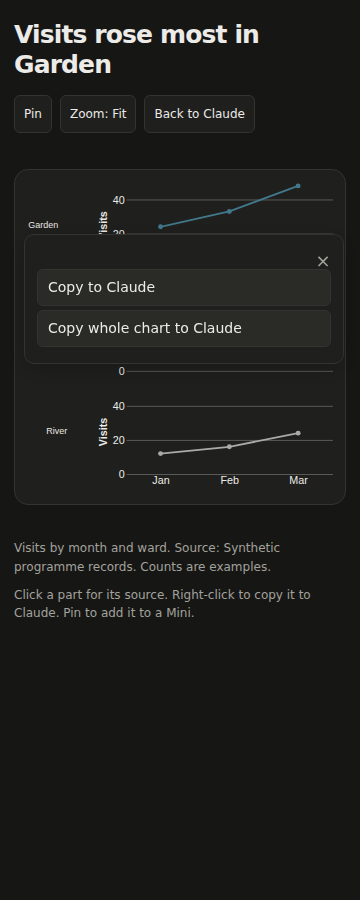 Visits rose most in
Garden
Pin
Zoom: Fit
Back to Claude
40
Garden
Visits
20
×
Copy to Claude
Copy whole chart to Claude
0
40
River
Visits
20
0
Jan Feb Mar
Visits by month and ward. Source: Synthetic
programme records. Counts are examples.
Click a part for its source. Right-click to copy it to
Claude. Pin to add it to a Mini.